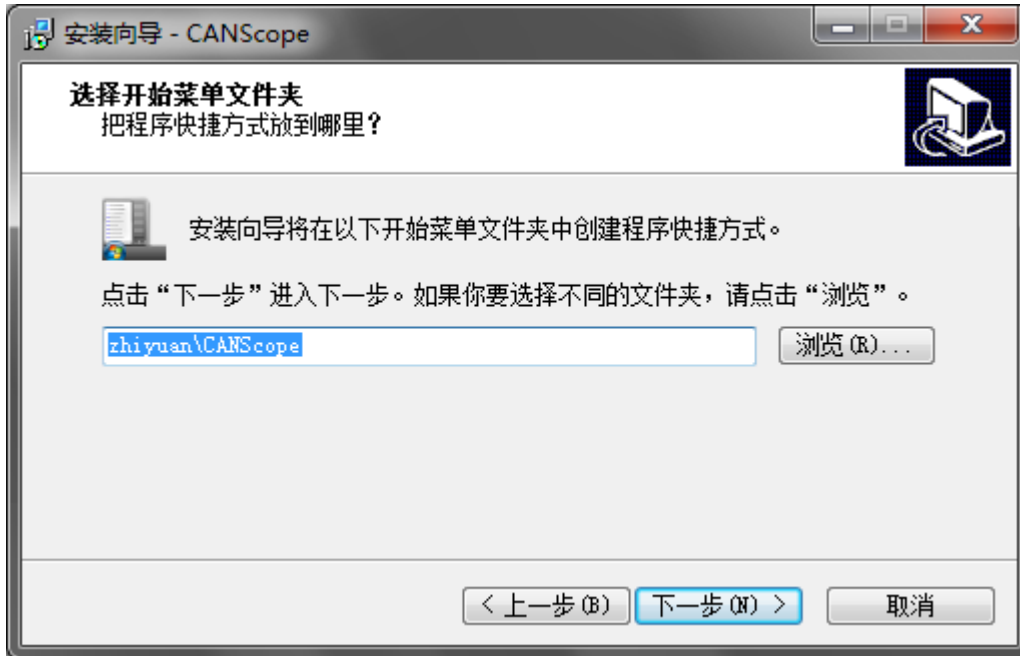 安装向导 - CANScope
选择开始菜单文件夹
把程序快捷方式放到哪里？
安装向导将在以下开始菜单文件夹中创建程序快捷方式。
点击“下一步”进入下一步。如果你要选择不同的文件夹，请点击“浏览”。
zhiyuan\CANScope
浏览(R)...
< 上一步(B)
下一步(N) >
取消